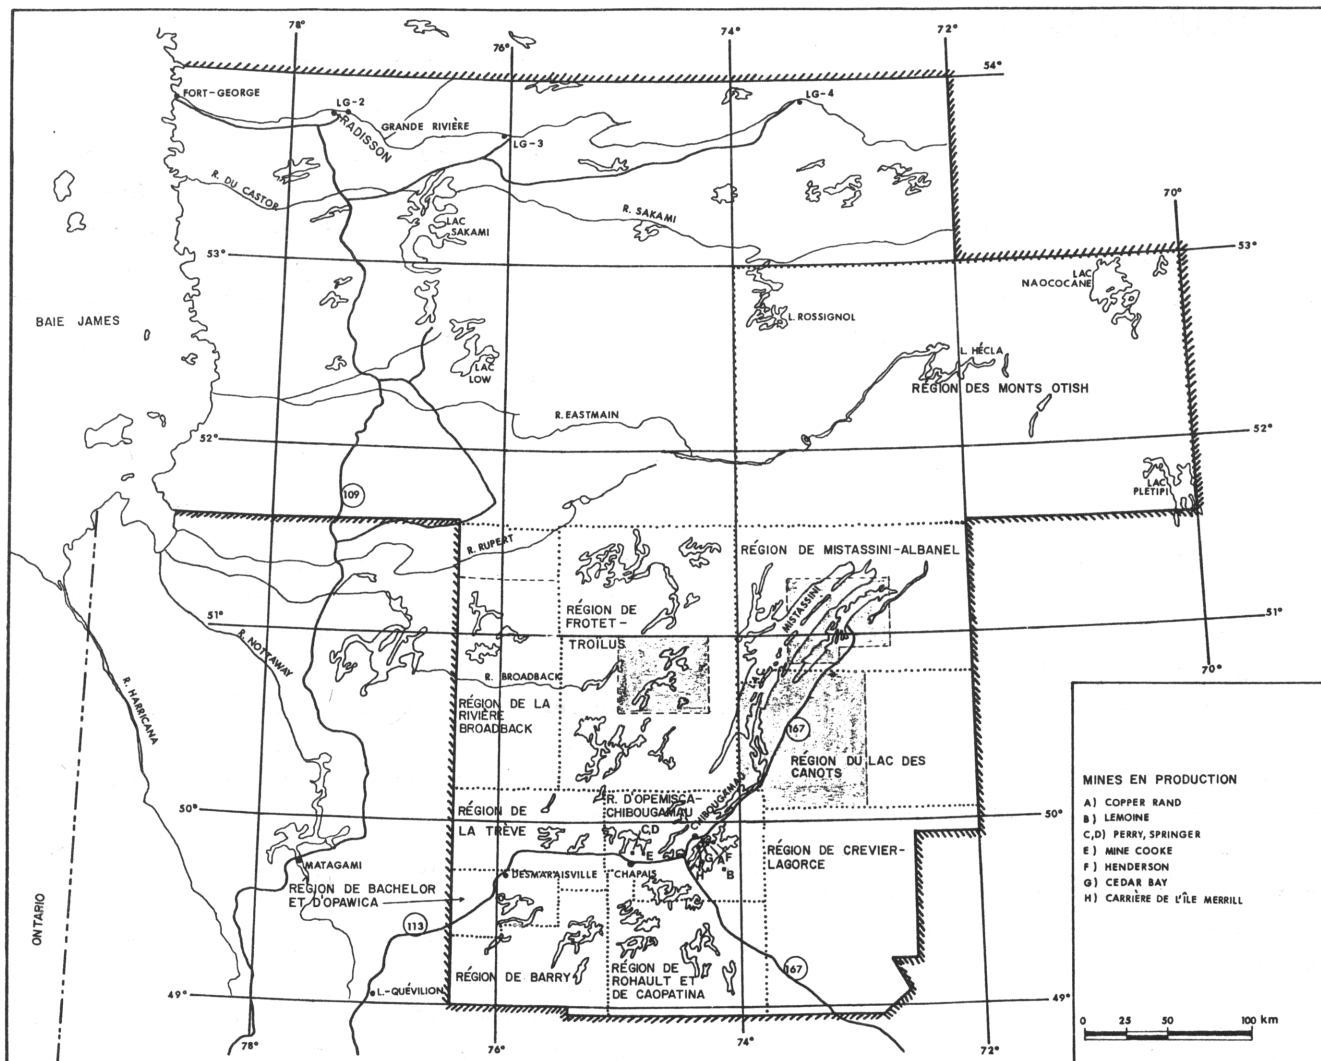 78°
76°
74°
72°
54°
FORT-GEORGE
LG-2
RADISSON
GRANDE RIVIÈRE
LG-3
LG-4
R. DU CASTOR
LAC
SAKAMI
R. SAKAMI
70°
53°
53°
LAC
NAOCOCANE
BAIE JAMES
L. ROSSIGNOL
LAC
LOW
L. HÉCLA
RÉGION DES MONTS OTISH
R. EASTMAIN
52°
52°
109
LAC
PLÉTIPI
R. RUPERT
RÉGION DE MISTASSINI-ALBANEL
51°
51°
RÉGION DE
FROTET-
TROÏLUS
LAC MISTASSINI
R. NOTTAWAY
R. BROADBACK
70°
R. HARRICANA
RÉGION DE LA
RIVIÈRE
BROADBACK
167
RÉGION DU LAC DES
CANOTS
50°
50°
RÉGION DE
LA TRÈVE
R. D'OPEMISCA-
CHIBOUGAMAU
CHIBOUGAMAU
C,D
E
G
A
F
H
B
RÉGION DE CREVIER-
LAGORCE
MATAGAMI
DESMARAISVILLE
CHAPAIS
RÉGION DE BACHELOR
ET D'OPAWICA
113
ONTARIO
RÉGION DE BARRY
RÉGION DE
ROHAULT ET
DE CAOPATINA
167
L.-QUÉVILION
49°
49°
78°
76°
74°
72°
MINES EN PRODUCTION
A) COPPER RAND
B) LEMOINE
C,D) PERRY, SPRINGER
E) MINE COOKE
F) HENDERSON
G) CEDAR BAY
H) CARRIÈRE DE L'ÎLE MERRILL
0 25 50 100 km